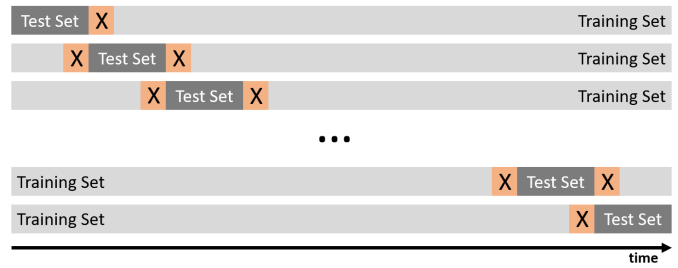 Test Set X Training Set
X Test Set X Training Set
X Test Set X Training Set
...
Training Set X Test Set X
Training Set X Test Set
time